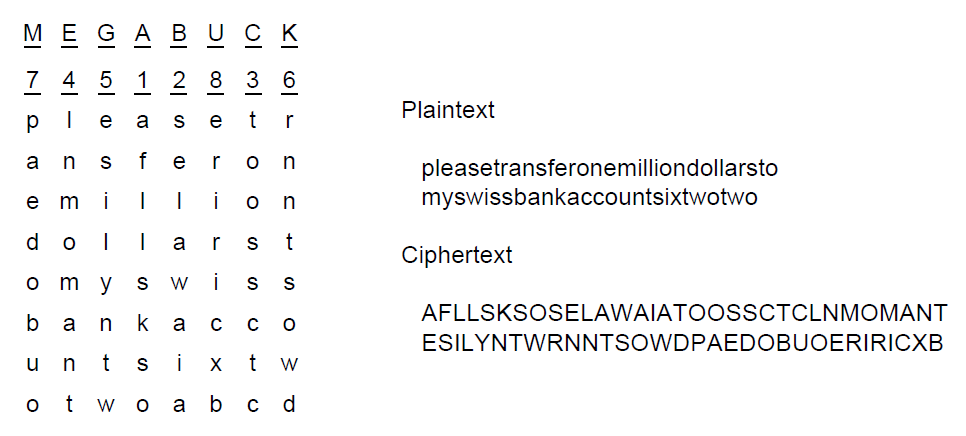 M E G A B U C K
7 4 5 1 2 8 3 6
p l e a s e t r
a n s f e r o n
e m i l l i o n
d o l l a r s t
o m y s w i s s
b a n k a c c o
u n t s i x t w
o t w o a b c d
Plaintext
pleasetransferonemilliondollarsto
myswissbankaccountsixtwotwo
Ciphertext
AFLLSKSOSELAWAIATOOSSCTCLNMOMANT
ESILYNTWRNNTSOWDPAEDOBUOERIRICXB